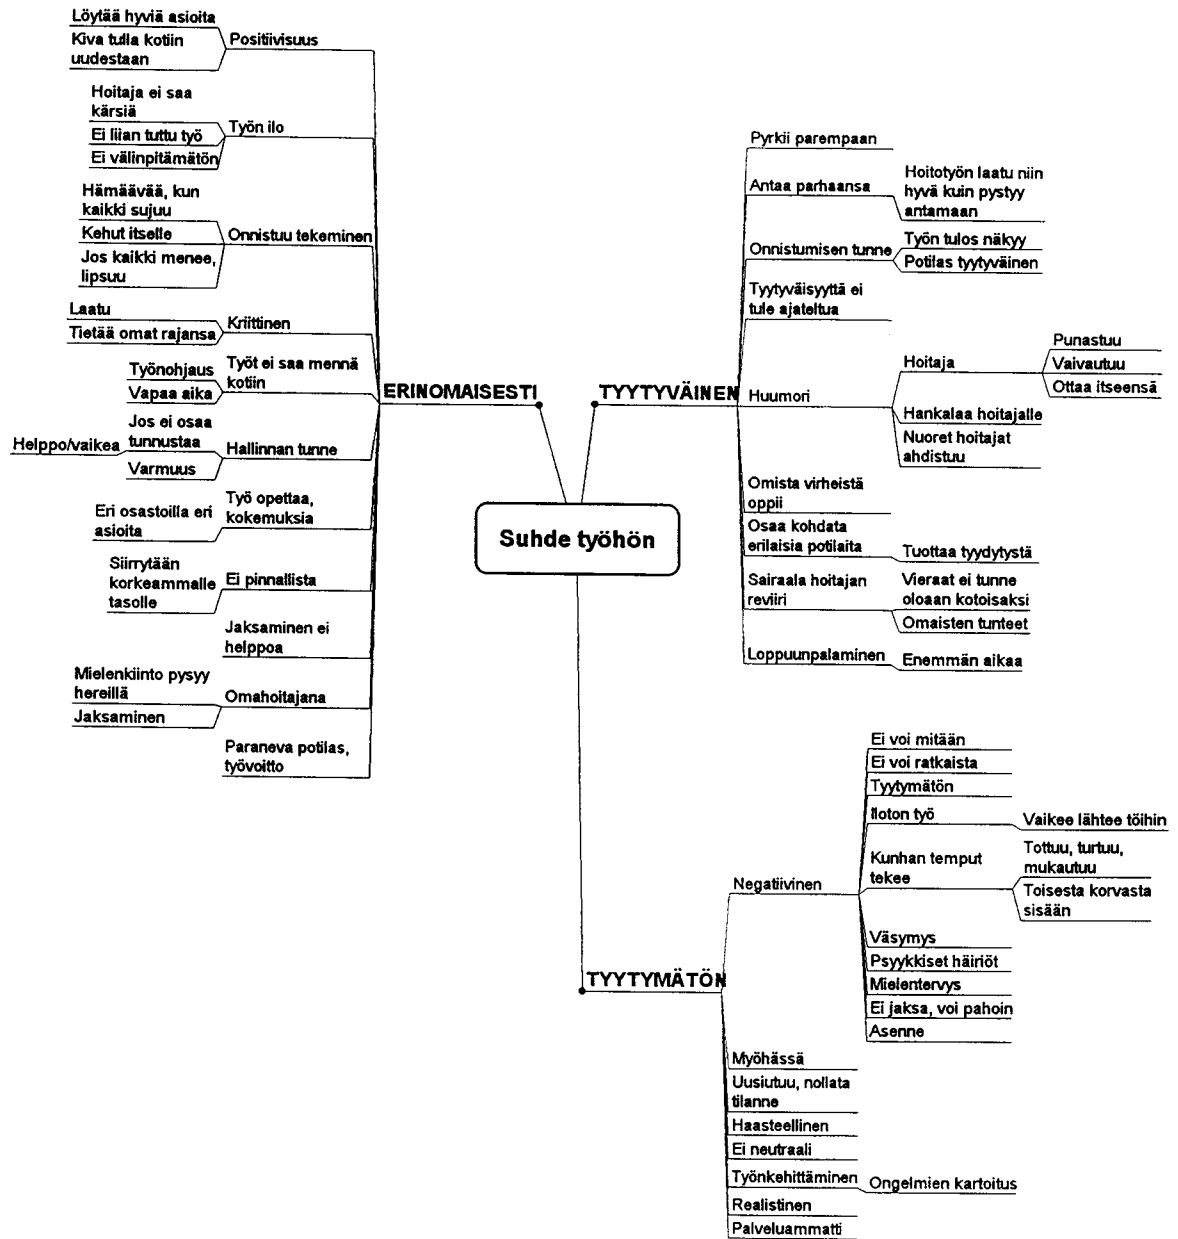 Löytää hyviä asioita
Kiva tulla kotiin
uudestaan
Positiivisuus
Hoitaja ei saa
kärsiä
Ei liian tuttu työ
Ei välinpitämätön
Työn ilo
Hämäävää, kun
kaikki sujuu
Kehut itselle
Jos kaikki menee,
lipsuu
Onnistuu tekeminen
Laatu
Tietää omat rajansa
Kriittinen
Työnohjaus
Vapaa aika
Työt ei saa mennä
kotiin
ERINOMAISESTI
Helppo/vaikea
Jos ei osaa
tunnustaa
Varmuus
Hallinnan tunne
Eri osastoilla eri
asioita
Työ opettaa,
kokemuksia
Siirrytään
korkeammalle
tasolle
Ei pinnallista
Jaksaminen ei
helppoa
Mielenkiinto pysyy
hereillä
Jaksaminen
Omahoitajana
Paraneva potilas,
työvoitto
Suhde työhön
TYYTYVÄINEN
Pyrkii parempaan
Antaa parhaansa
Hoitotyön laatu niin
hyvä kuin pystyy
antamaan
Onnistumisen tunne
Työn tulos näkyy
Potilas tyytyväinen
Tyytyväisyyttä ei
tule ajateltua
Huumori
Hoitaja
Punastuu
Vaivautuu
Ottaa itseensä
Hankalaa hoitajalle
Nuoret hoitajat
ahdistuu
Omista virheistä
oppii
Osaa kohdata
erilaisia potilaita
Tuottaa tyydytystä
Sairaala hoitajan
reviiri
Vieraat ei tunne
oloaan kotoisaksi
Omaisten tunteet
Loppuunpalaminen
Enemmän aikaa
TYYTYMÄTÖN
Negatiivinen
Ei voi mitään
Ei voi ratkaista
Tyytymätön
Iloton työ
Vaikee lähtee töihin
Kunhan temput
tekee
Tottuu, turtuu,
mukautuu
Toisesta korvasta
sisään
Väsymys
Psyykkiset häiriöt
Mielentervys
Ei jaksa, voi pahoin
Asenne
Myöhässä
Uusiutuu, nollata
tilanne
Haasteellinen
Ei neutraali
Työnkehittäminen
Ongelmien kartoitus
Realistinen
Palveluammatti